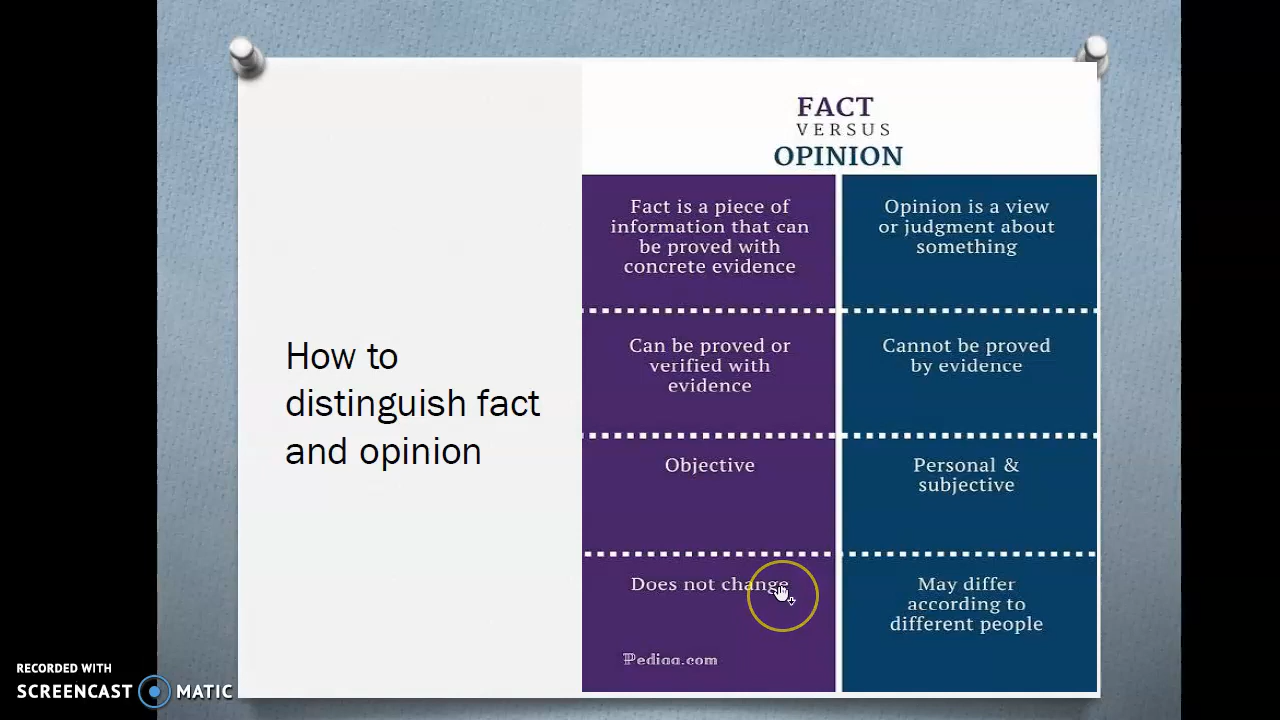 How to
distinguish fact
and opinion
FACT
VERSUS
OPINION
Fact is a piece of
information that can
be proved with
concrete evidence
Opinion is a view
or judgment about
something
Can be proved or
verified with
evidence
Cannot be proved
by evidence
Objective
Personal &
subjective
Does not change
May differ
according to
different people
Pediaa.com
RECORDED WITH
SCREENCAST MATIC